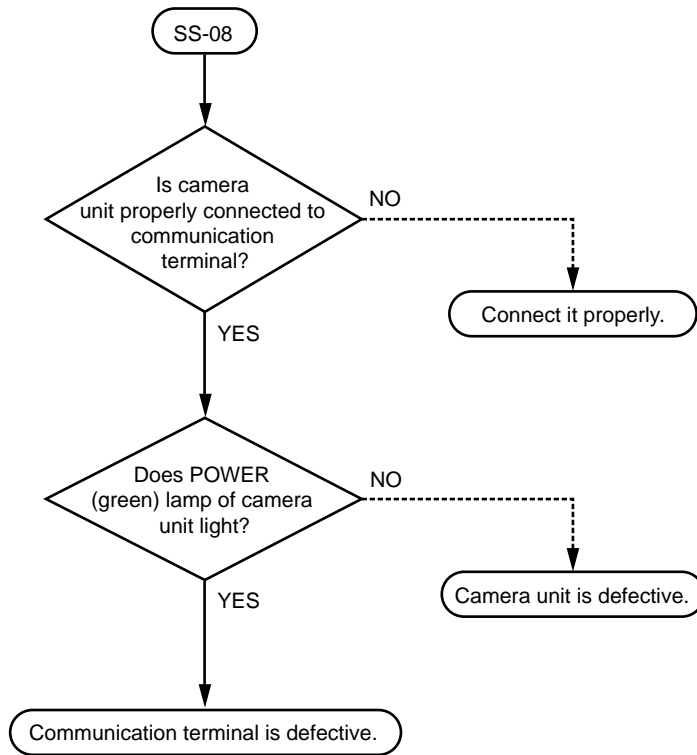 SS-08
Is camera
unit properly connected to
communication
terminal?
NO
Connect it properly.
YES
Does POWER
(green) lamp of camera
unit light?
NO
Camera unit is defective.
YES
Communication terminal is defective.